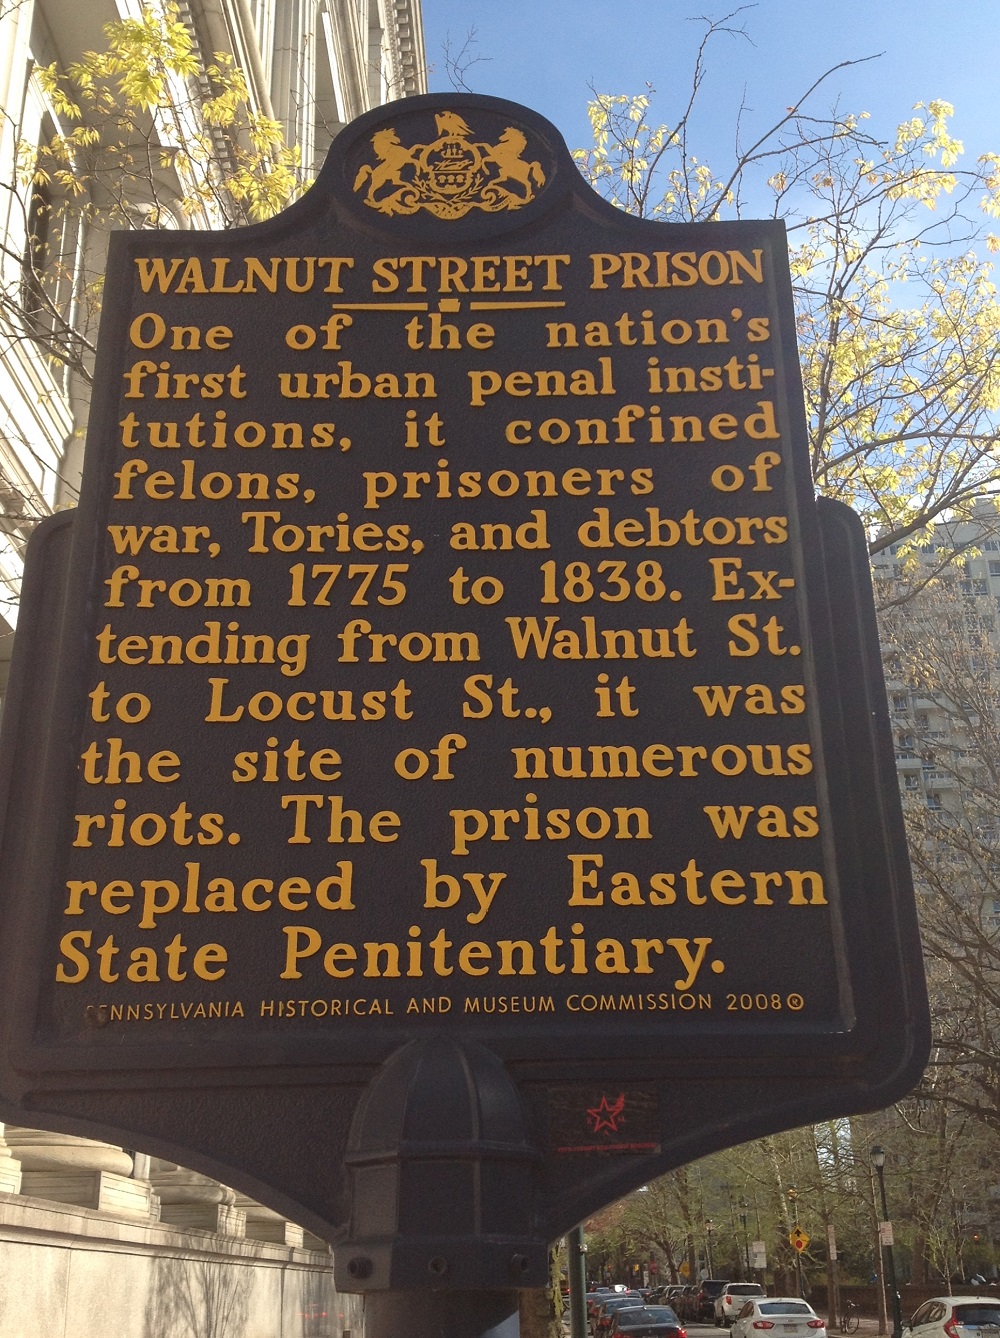 WALNUT STREET PRISON
One of the nation's
first urban penal insti-
tutions, it confined
felons, prisoners of
war, Tories, and debtors
from 1775 to 1838. Ex-
tending from Walnut St.
to Locust St., it was
the site of numerous
riots. The prison was
replaced by Eastern
State Penitentiary.
PENNSYLVANIA HISTORICAL AND MUSEUM COMMISSION 2008